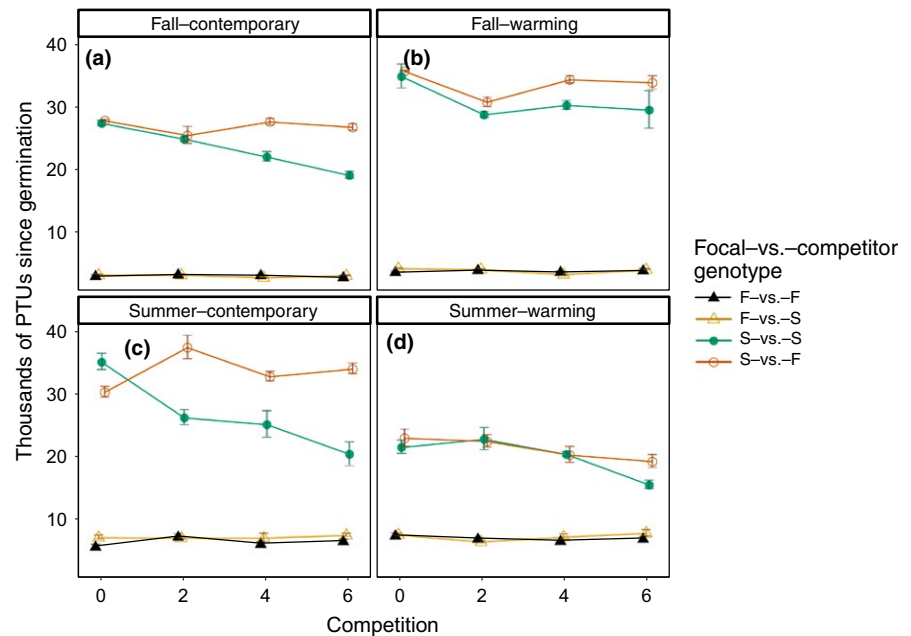 Fall–contemporary
Fall–warming
(a)
(b)
40
30
20
10
Summer–contemporary
Summer–warming
(c)
(d)
40
30
20
10
0 2 4 6
0 2 4 6
Thousands of PTUs since germination
Competition
Focal–vs.–competitor
genotype
F–vs.–F
F–vs.–S
S–vs.–S
S–vs.–F